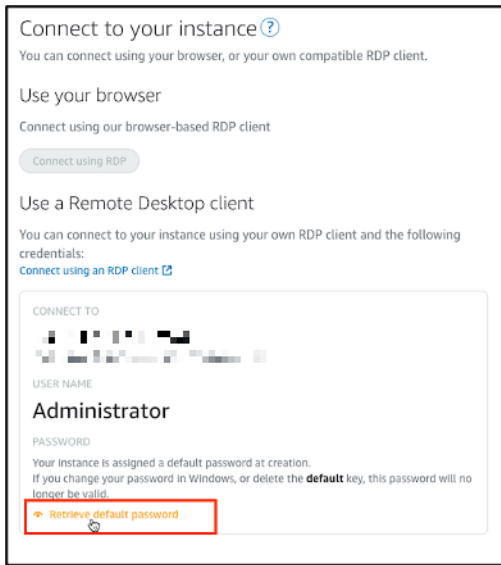 Connect to your instance ?
You can connect using your browser, or your own compatible RDP client.
Use your browser
Connect using our browser-based RDP client
Connect using RDP
Use a Remote Desktop client
You can connect to your instance using your own RDP client and the following
credentials:
Connect using an RDP client
CONNECT TO
USER NAME
Administrator
PASSWORD
Your instance is assigned a default password at creation.
If you change your password in Windows, or delete the default key, this password will no
longer be valid.
Retrieve default password